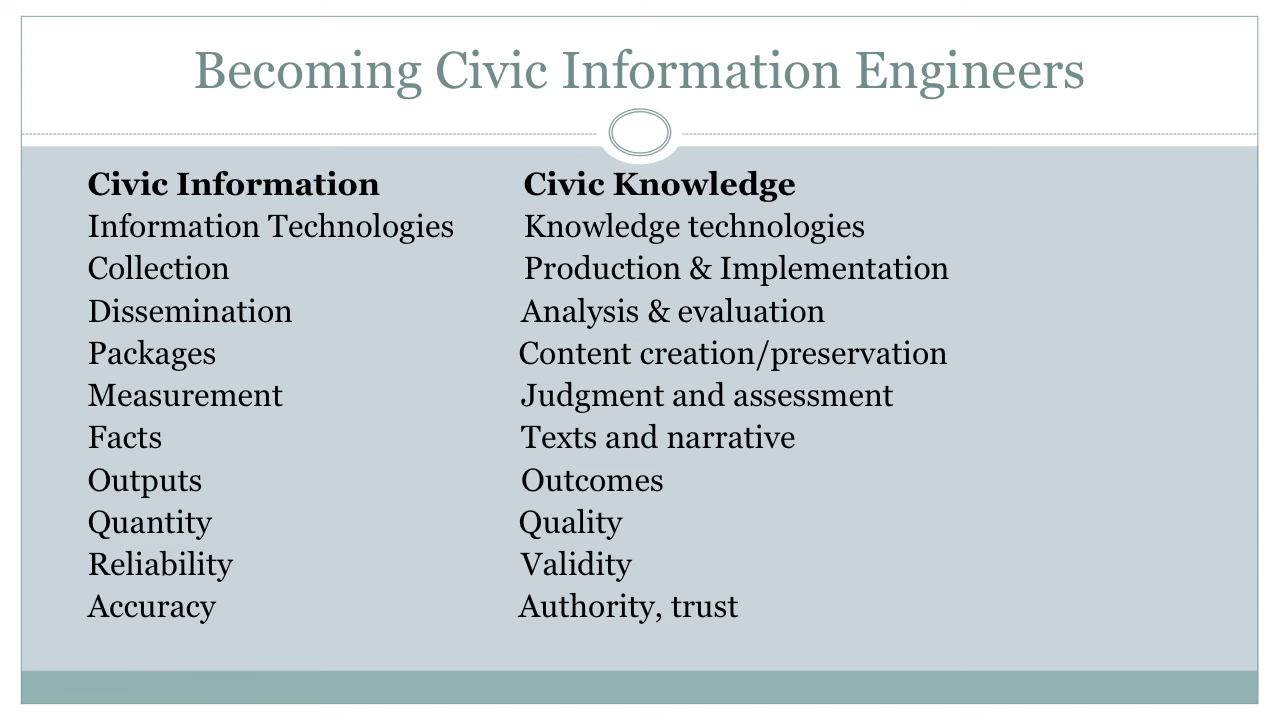 Becoming Civic Information Engineers
Civic Information Civic Knowledge
Information Technologies Knowledge technologies
Collection Production & Implementation
Dissemination Analysis & evaluation
Packages Content creation/preservation
Measurement Judgment and assessment
Facts Texts and narrative
Outputs Outcomes
Quantity Quality
Reliability Validity
Accuracy Authority, trust